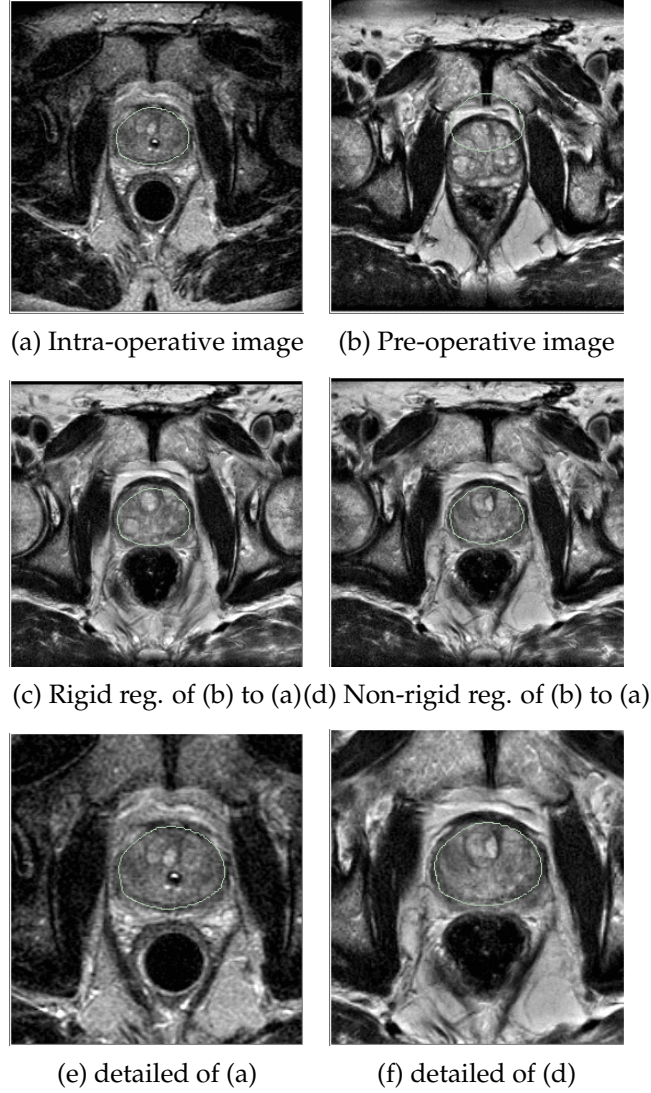 (a) Intra-operative image (b) Pre-operative image
(c) Rigid reg. of (b) to (a)(d) Non-rigid reg. of (b) to (a)
(e) detailed of (a) (f) detailed of (d)